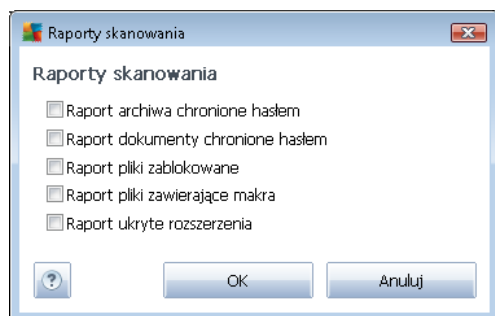 Raporty skanowania
Raporty skanowania
Raport archiwa chronione hasłem
Raport dokumenty chronione hasłem
Raport pliki zablokowane
Raport pliki zawierające makra
Raport ukryte rozszerzenia
? OK Anuluj